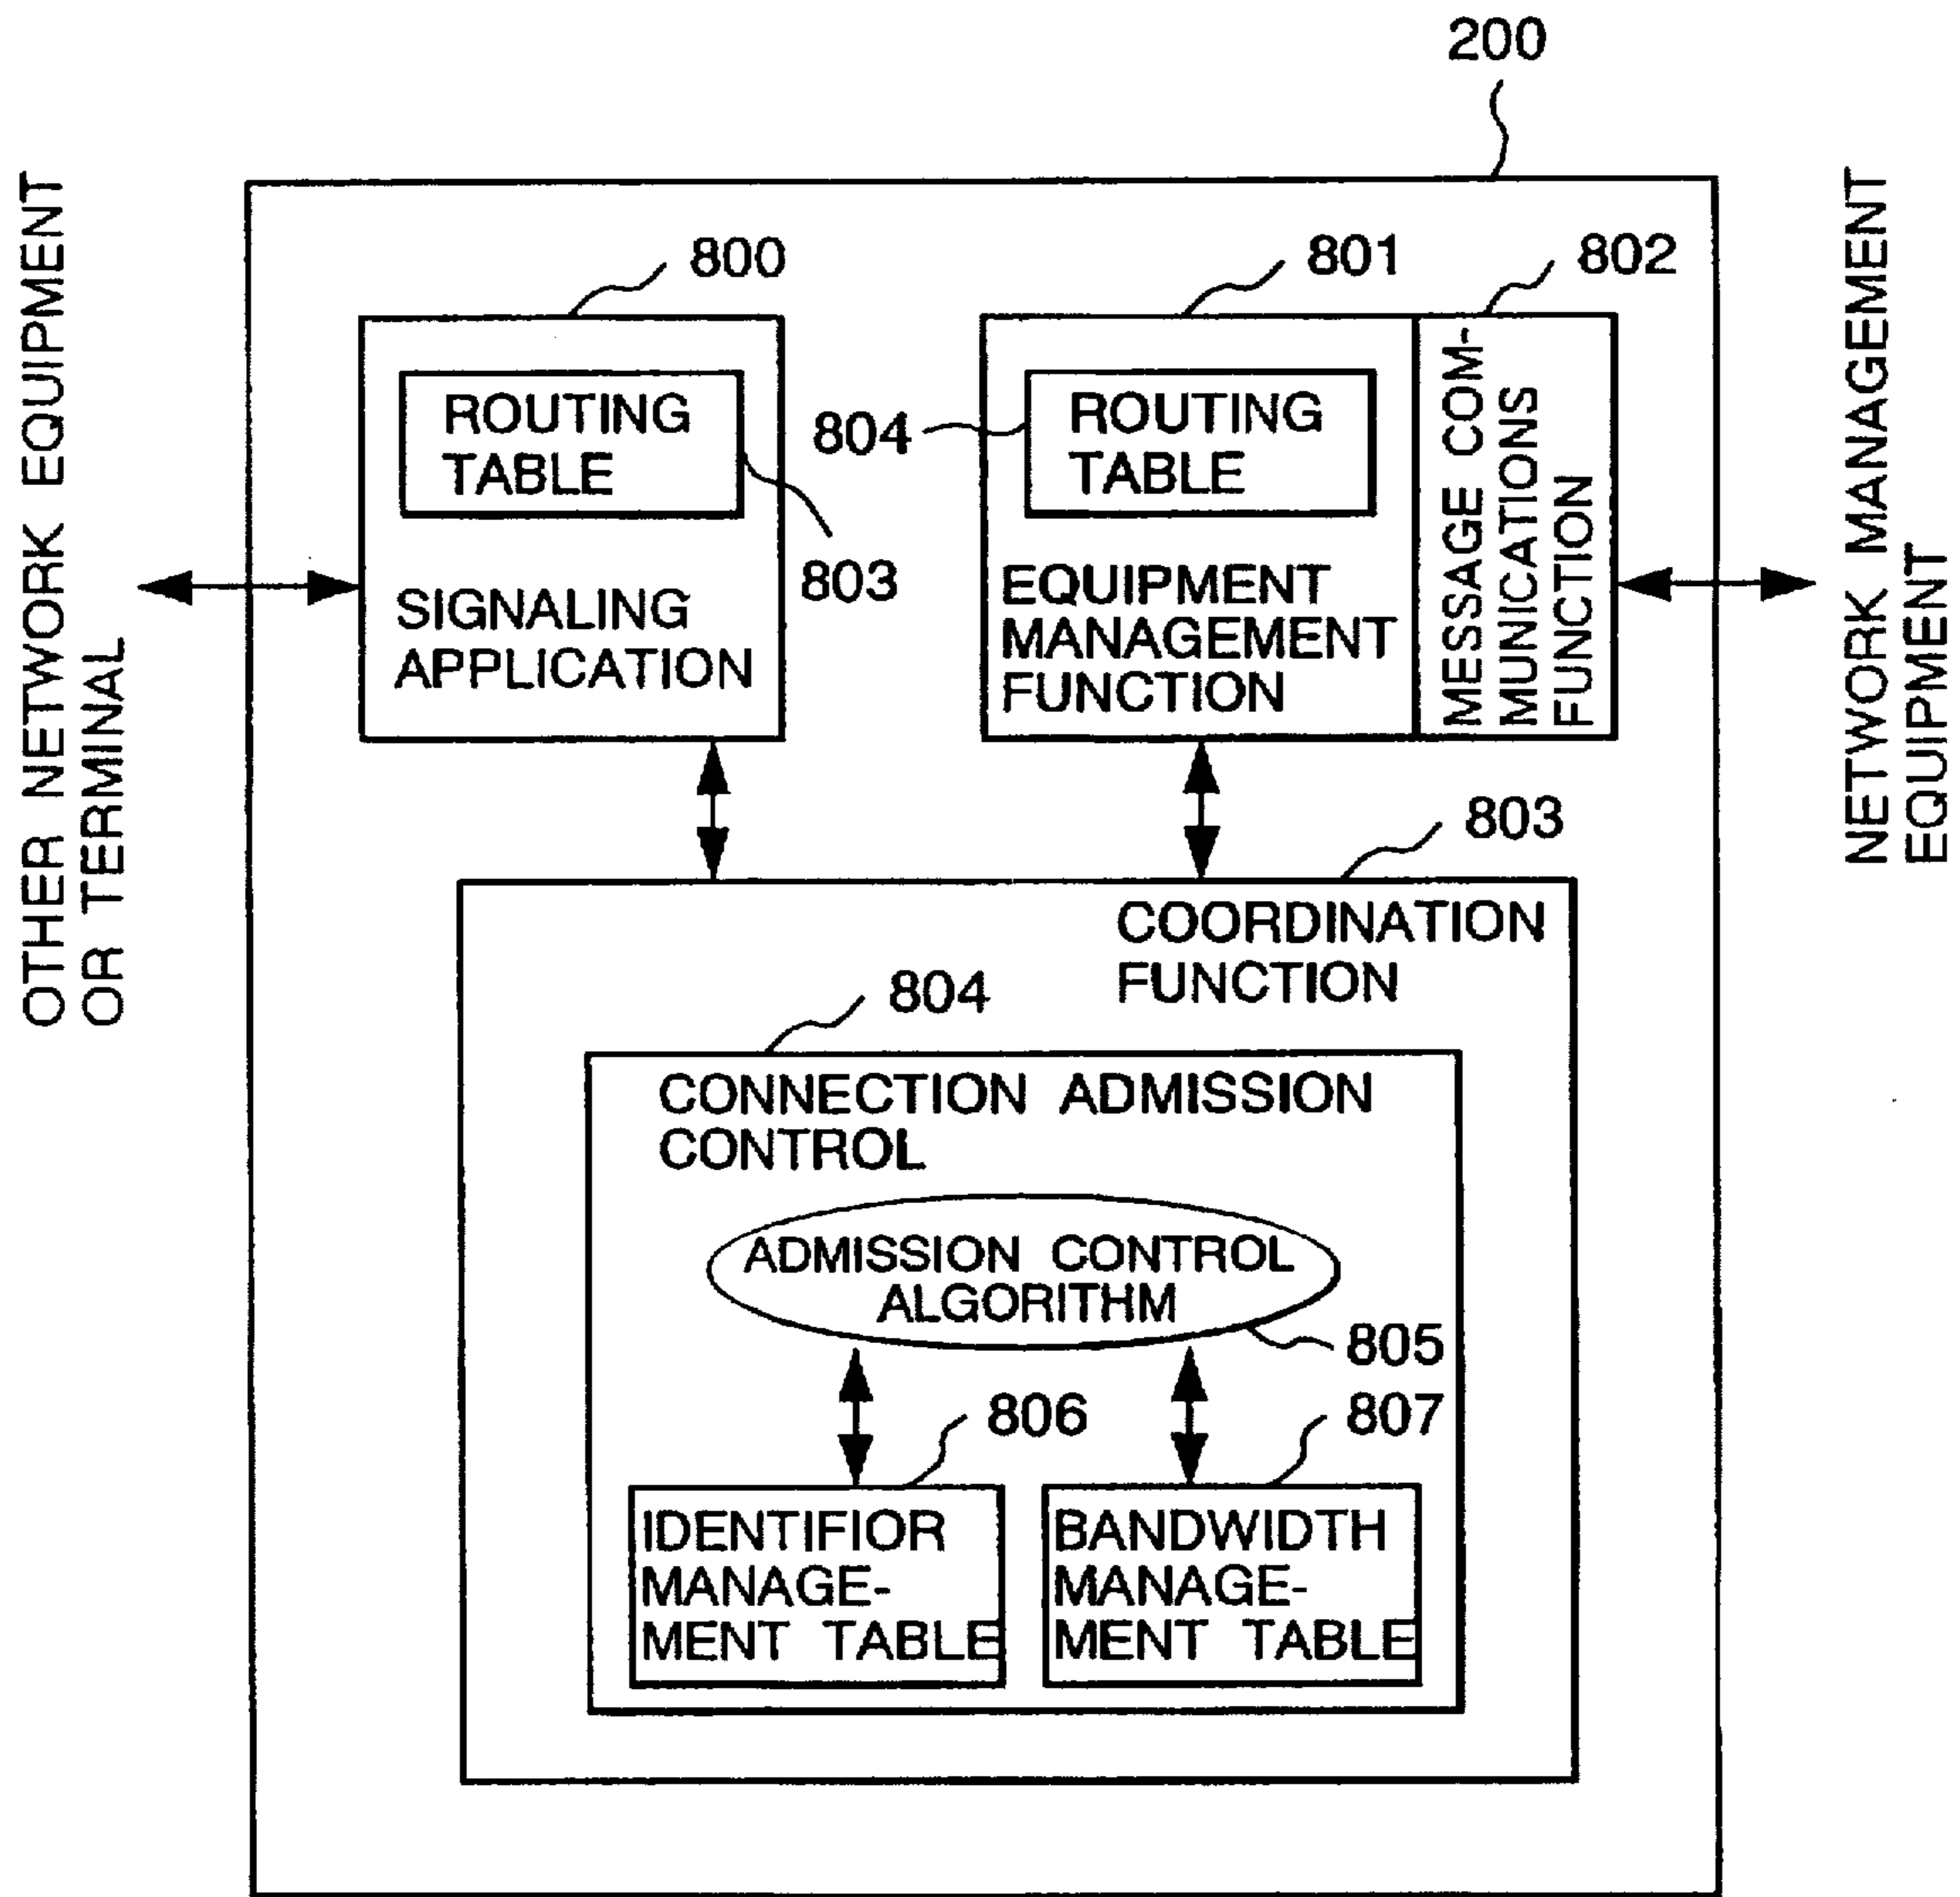 200
OTHER NETWORK EQUIPMENT
OR TERMINAL
NETWORK MANAGEMENT
EQUIPMENT
800
801
802
ROUTING
TABLE
803
SIGNALING
APPLICATION
804
ROUTING
TABLE
EQUIPMENT
MANAGEMENT
FUNCTION
MESSAGE COM-
MUNICATIONS
FUNCTION
803
COORDINATION
FUNCTION
804
CONNECTION ADMISSION
CONTROL
ADMISSION CONTROL
ALGORITHM
805
806
807
IDENTIFIOR
MANAGE-
MENT TABLE
BANDWIDTH
MANAGE-
MENT TABLE